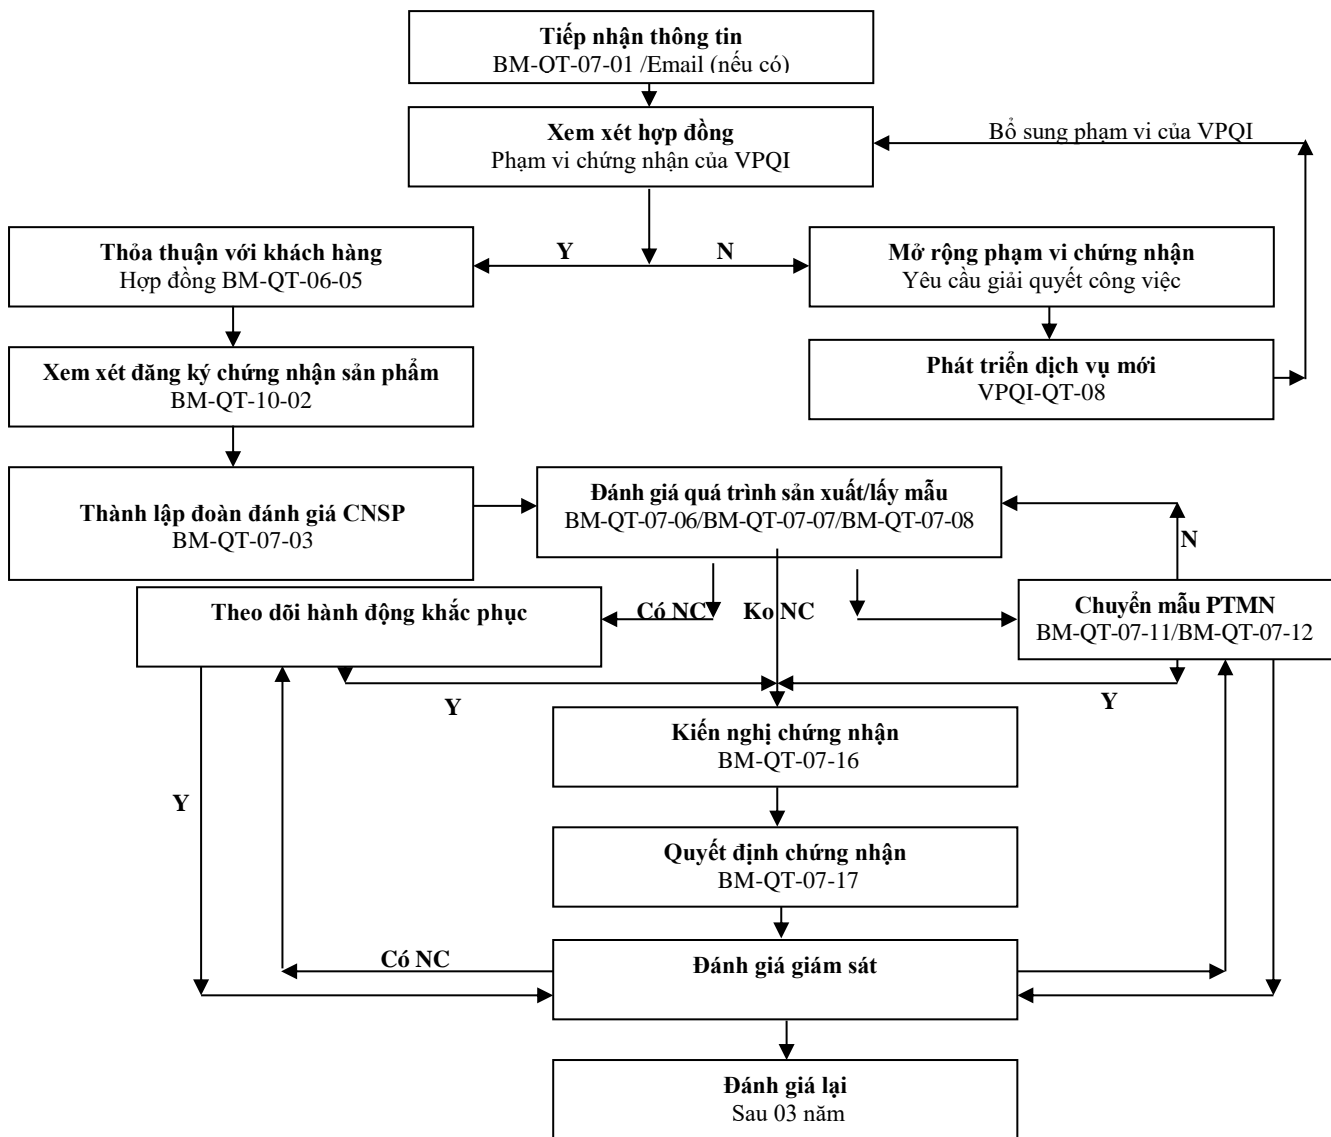 Tiếp nhận thông tin
BM-QT-07-01 /Email (nếu có)
Xem xét hợp đồng
Phạm vi chứng nhận của VPQI
Bổ sung phạm vi của VPQI
Thỏa thuận với khách hàng
Hợp đồng BM-QT-06-05
Y
N
Mở rộng phạm vi chứng nhận
Yêu cầu giải quyết công việc
Xem xét đăng ký chứng nhận sản phẩm
BM-QT-10-02
Phát triển dịch vụ mới
VPQI-QT-08
Thành lập đoàn đánh giá CNSP
BM-QT-07-03
Đánh giá quá trình sản xuất/lấy mẫu
BM-QT-07-06/BM-QT-07-07/BM-QT-07-08
N
Theo dõi hành động khắc phục
Có NC
Ko NC
Chuyển mẫu PTMN
BM-QT-07-11/BM-QT-07-12
Y
Y
Kiến nghị chứng nhận
BM-QT-07-16
Y
Quyết định chứng nhận
BM-QT-07-17
Có NC
Đánh giá giám sát
Đánh giá lại
Sau 03 năm